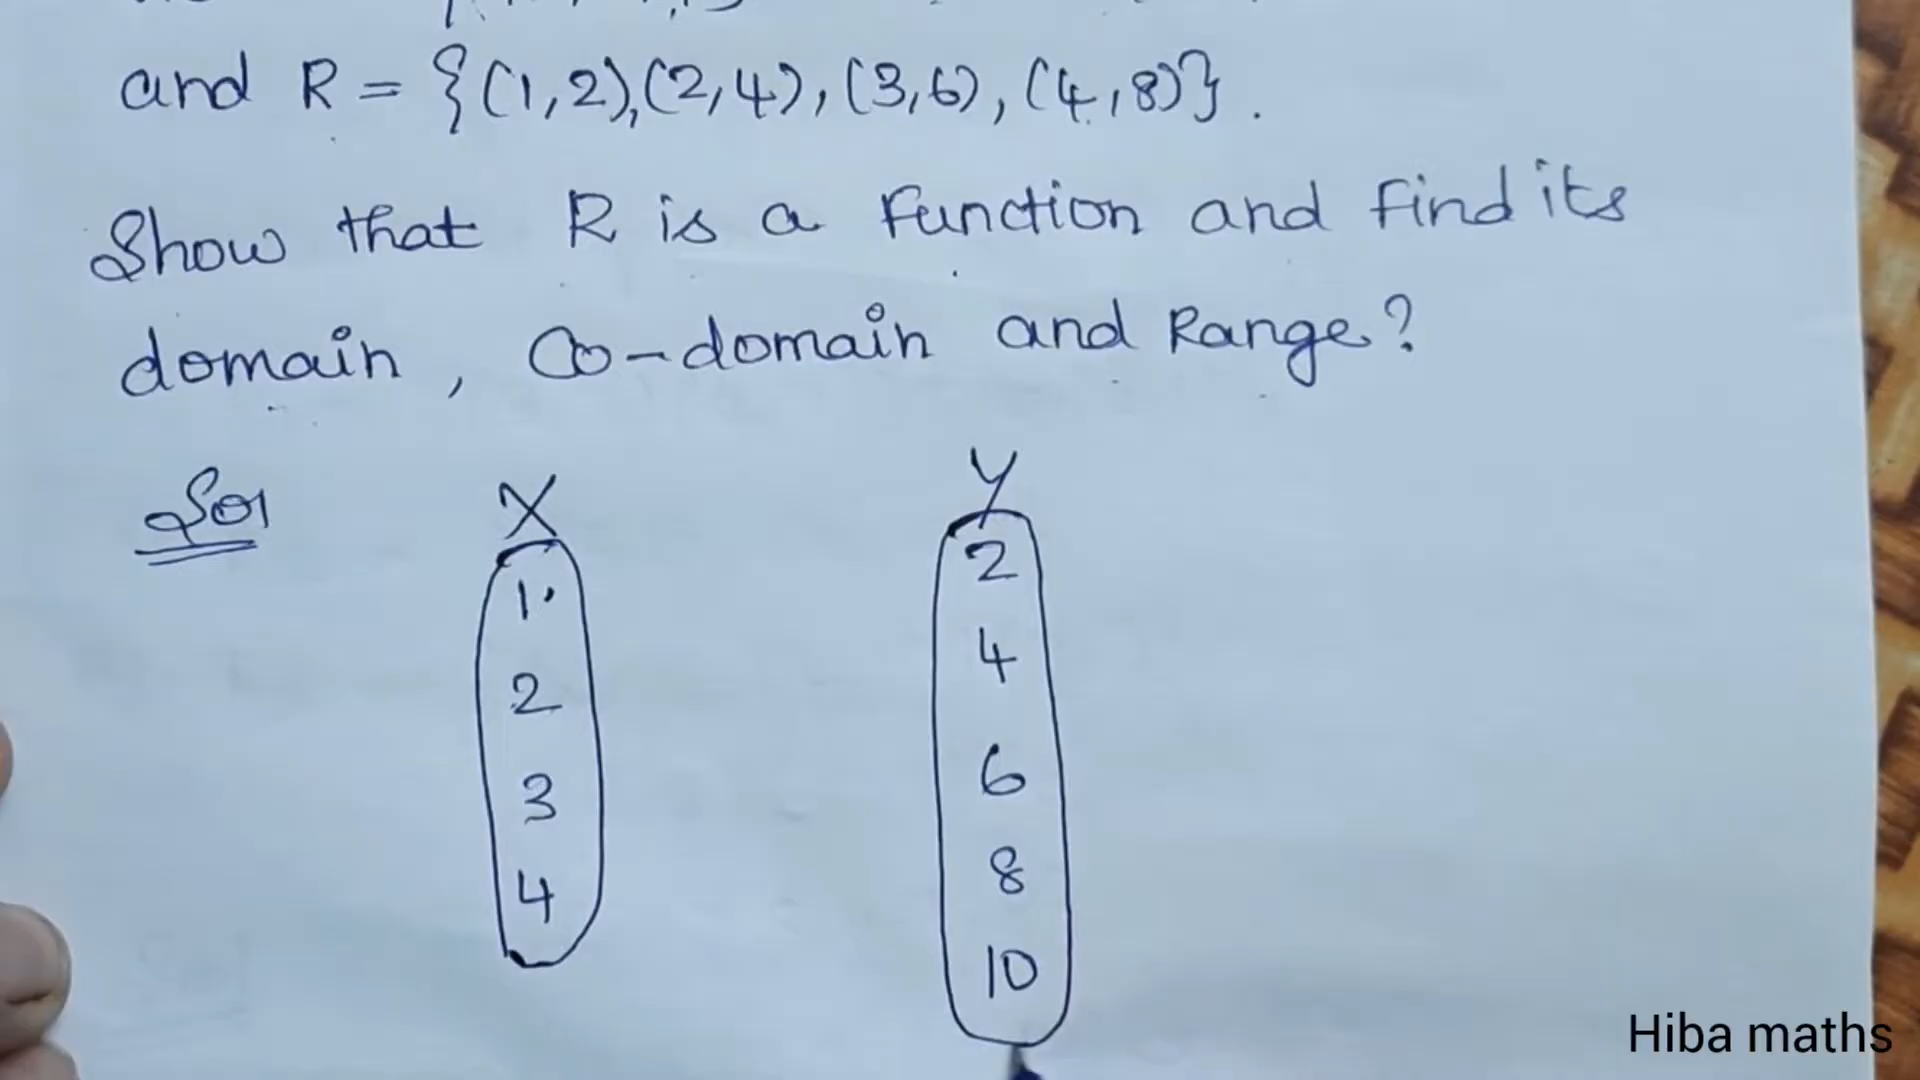 and R = {(1,2),(2,4),(3,6),(4,8)}.
Show that R is a Function and Find its
domain, Co-domain and Range?
Sol
X
Y
1.
2
3
4
2
4
6
8
10
Hiba maths